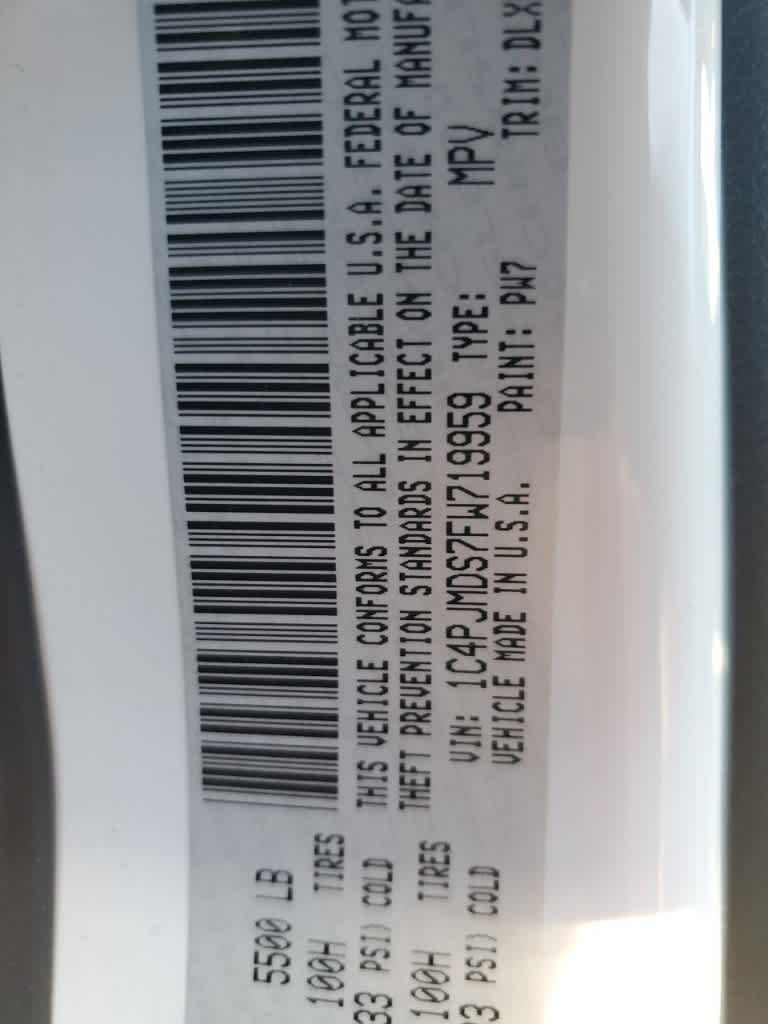 5500 LB
100H TIRES
33 PSI) COLD
100H TIRES
3 PSI) COLD
THIS VEHICLE CONFORMS TO ALL APPLICABLE U.S.A. FEDERAL MOT
THEFT PREVENTION STANDARDS IN EFFECT ON THE DATE OF MANUFA
VIN: 1C4PJMDS7FW719959 TYPE: MPV
VEHICLE MADE IN U.S.A. PAINT: PW7 TRIM: DLX